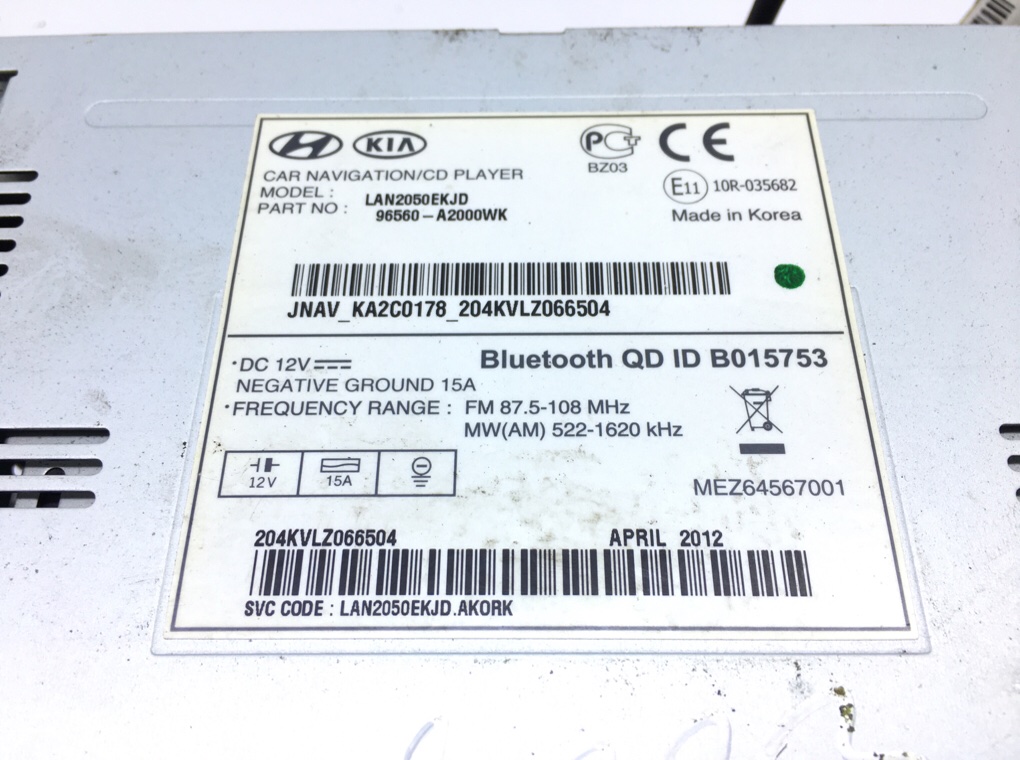 KIA
PCT
BZ03
CE
CAR NAVIGATION/CD PLAYER
MODEL : LAN2050EKJD
PART NO : 96560-A2000WK
E11 10R-035682
Made in Korea
JNAV_KA2C0178_204KVLZ066504
•DC 12V
NEGATIVE GROUND 15A
Bluetooth QD ID B015753
•FREQUENCY RANGE : FM 87.5-108 MHz
MW(AM) 522-1620 kHz
12V 15A
MEZ64567001
204KVLZ066504 APRIL 2012
SVC CODE : LAN2050EKJD.AKORK